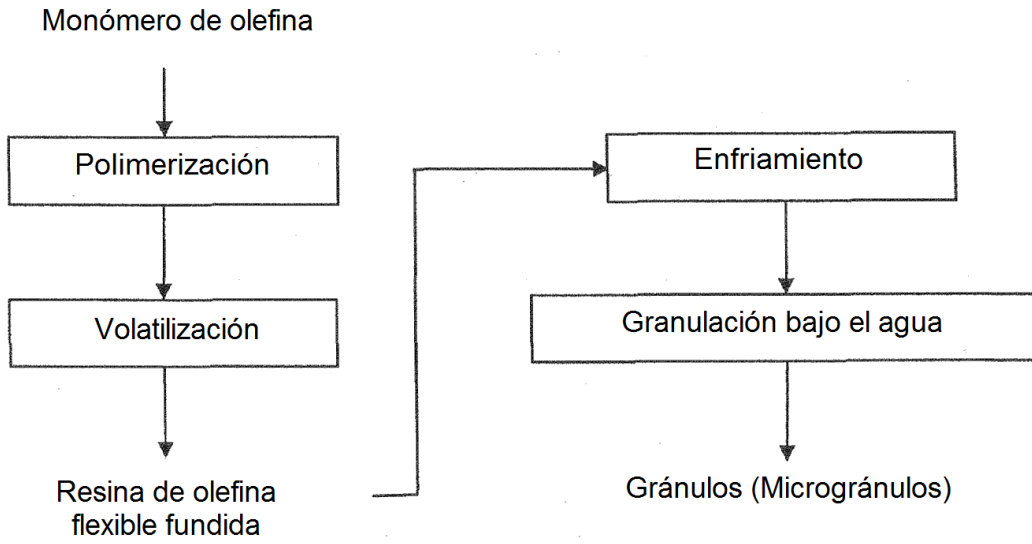 Monómero de olefina
Polimerización
Volatilización
Resina de olefina
flexible fundida
Enfriamiento
Granulación bajo el agua
Gránulos (Microgránulos)